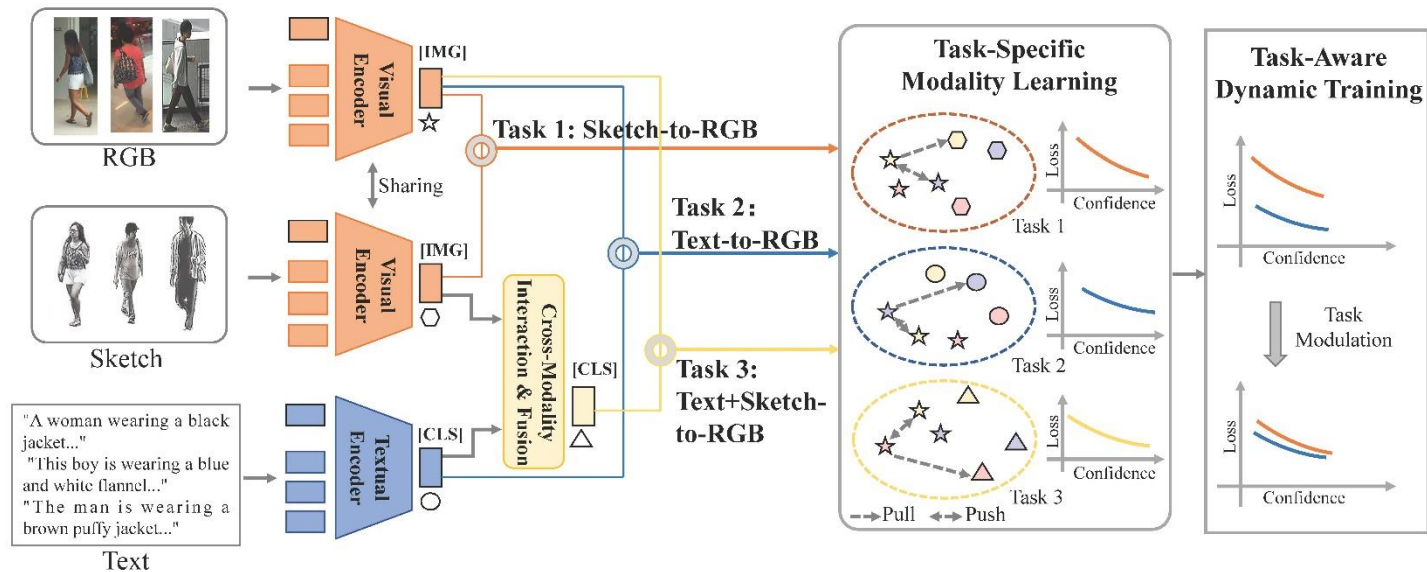 RGB
Visual
Encoder
[IMG]
Sharing
Sketch
Visual
Encoder
[IMG]
"A woman wearing a black
jacket..."
"This boy is wearing a blue
and white flannel..."
"The man is wearing a
brown puffy jacket..."
Text
Textual
Encoder
[CLS]
Cross-Modality
Interaction & Fusion
[CLS]
Task 1: Sketch-to-RGB
Task 2:
Text-to-RGB
Task 3:
Text+Sketch-
to-RGB
Task-Specific
Modality Learning
Loss
Confidence
Task 1
Loss
Confidence
Task 2
Loss
Confidence
Task 3
Pull
Push
Task-Aware
Dynamic Training
Loss
Confidence
Task
Modulation
Loss
Confidence